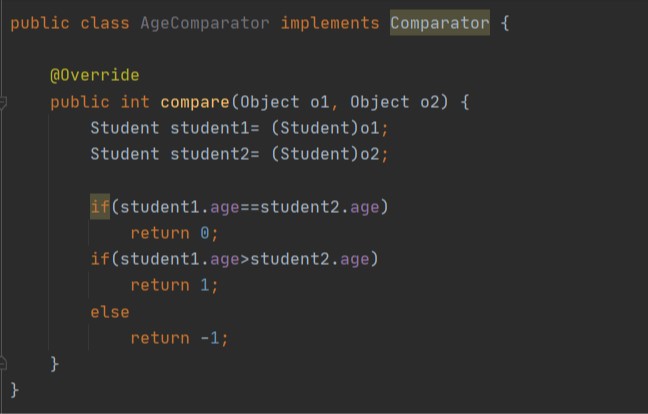 public class AgeComparator implements Comparator {
@Override
public int compare(Object o1, Object o2) {
Student student1= (Student)o1;
Student student2= (Student)o2;
if(student1.age==student2.age)
return 0;
if(student1.age>student2.age)
return 1;
else
return -1;
}
}